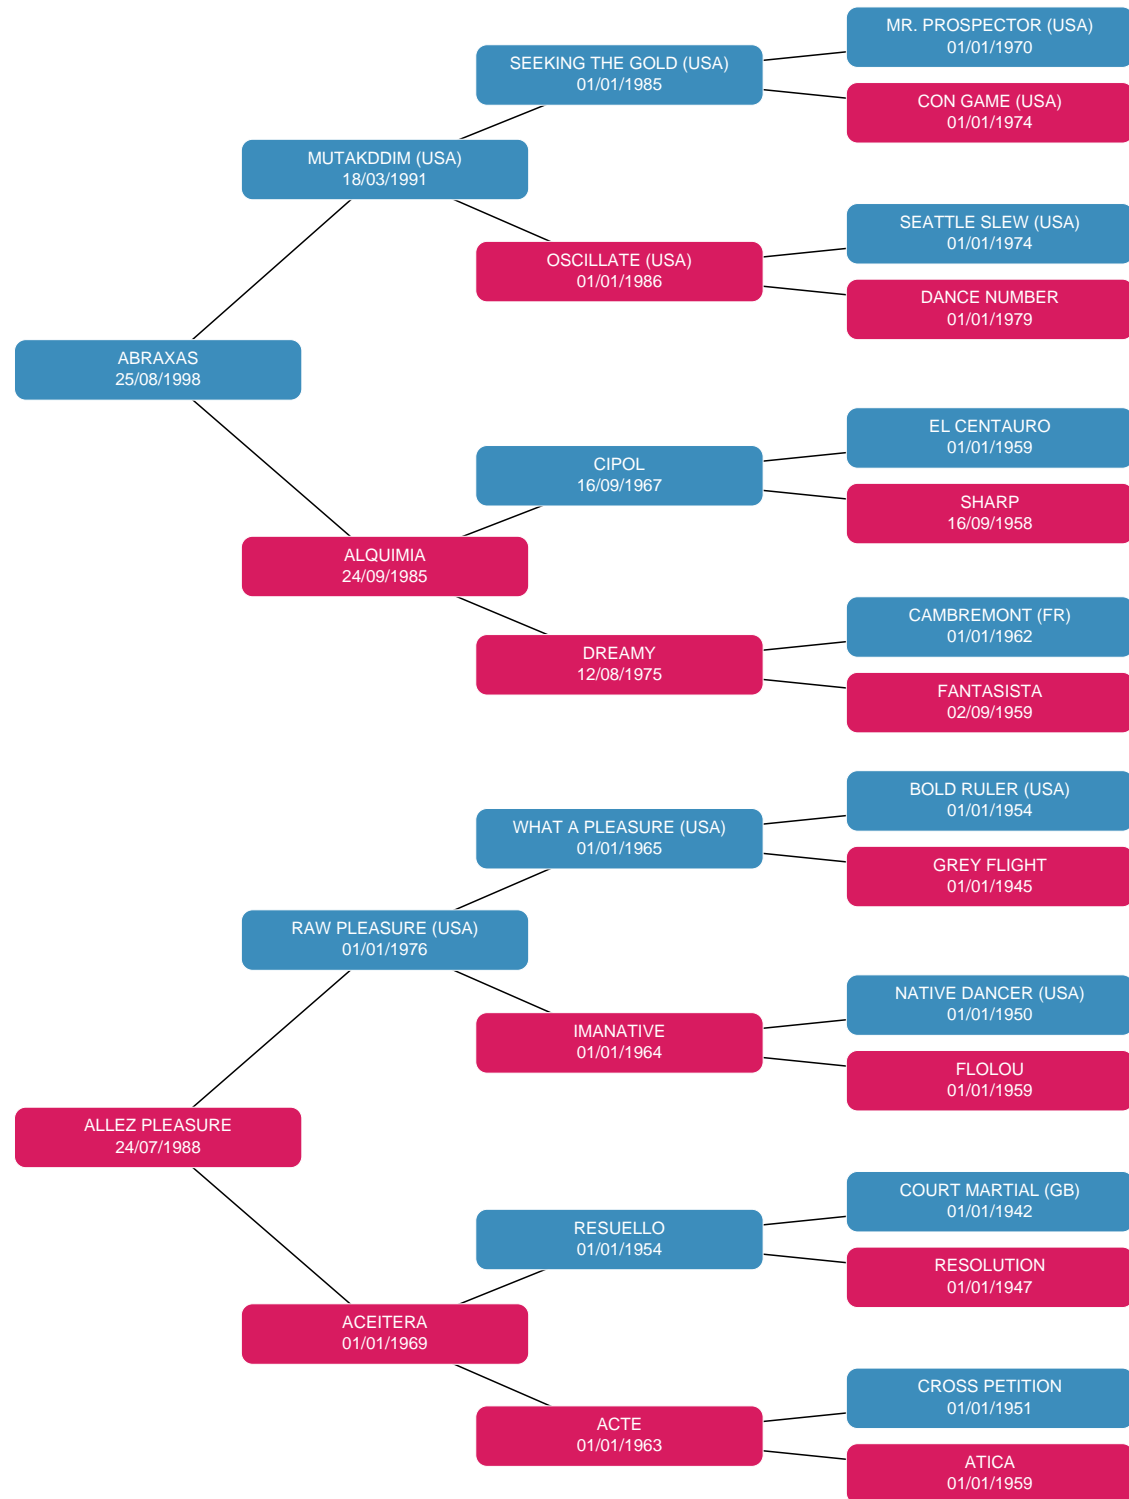 MR. PROSPECTOR (USA)
01/01/1970
SEEKING THE GOLD (USA)
01/01/1985
CON GAME (USA)
01/01/1974
MUTAKDDIM (USA)
18/03/1991
SEATTLE SLEW (USA)
01/01/1974
OSCILLATE (USA)
01/01/1986
DANCE NUMBER
01/01/1979
ABRAXAS
25/08/1998
EL CENTAURO
01/01/1959
CIPOL
16/09/1967
SHARP
16/09/1958
ALQUIMIA
24/09/1985
CAMBREMONT (FR)
01/01/1962
DREAMY
12/08/1975
FANTASISTA
02/09/1959
BOLD RULER (USA)
01/01/1954
WHAT A PLEASURE (USA)
01/01/1965
GREY FLIGHT
01/01/1945
RAW PLEASURE (USA)
01/01/1976
NATIVE DANCER (USA)
01/01/1950
IMANATIVE
01/01/1964
FLOLOU
01/01/1959
ALLEZ PLEASURE
24/07/1988
COURT MARTIAL (GB)
01/01/1942
RESUELLO
01/01/1954
RESOLUTION
01/01/1947
ACEITERA
01/01/1969
CROSS PETITION
01/01/1951
ACTE
01/01/1963
ATICA
01/01/1959